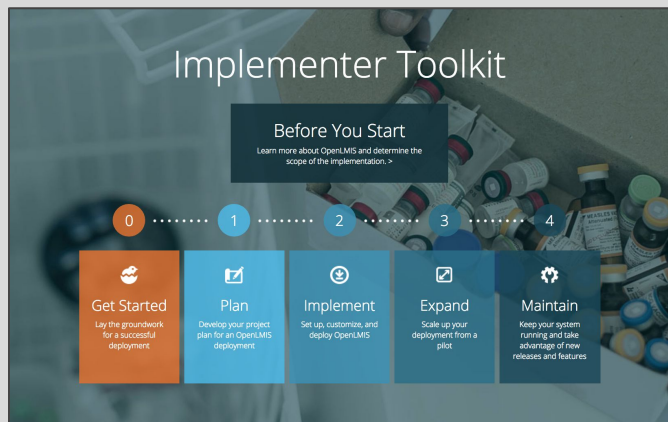 Implementer Toolkit
Before You Start
Learn more about OpenLMIS and determine the
scope of the implementation. >
0
1
2
3
4
Get Started
Lay the groundwork
for a successful
deployment
Plan
Develop your project
plan for an OpenLMIS
deployment
Implement
Set up, customize, and
deploy OpenLMIS
Expand
Scale up your
deployment from a
pilot
Maintain
Keep your system
running and take
advantage of new
releases and features
MEASLES